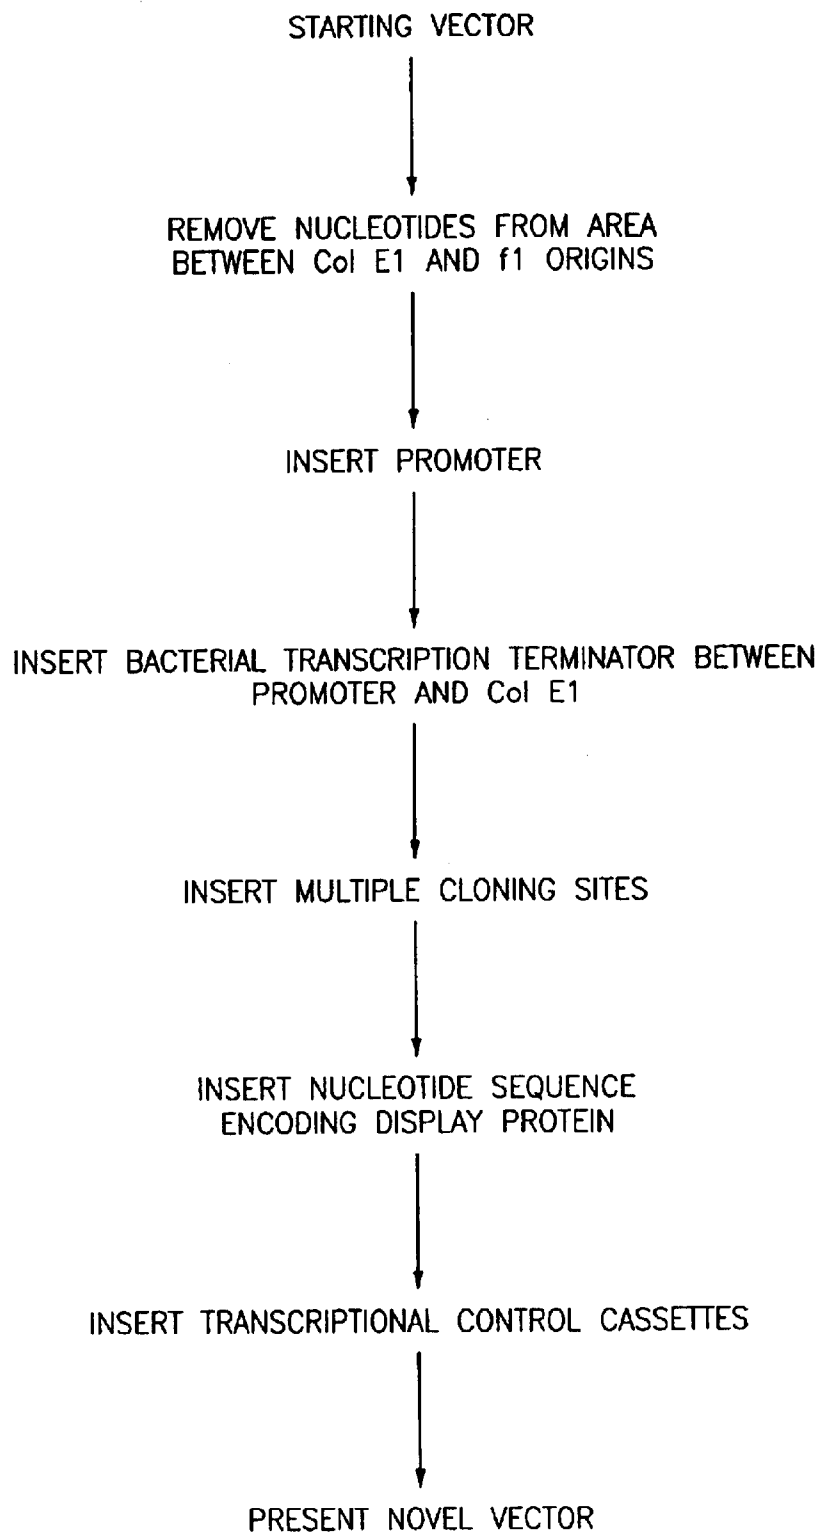 STARTING VECTOR
REMOVE NUCLEOTIDES FROM AREA
BETWEEN Col E1 AND f1 ORIGINS
INSERT PROMOTER
INSERT BACTERIAL TRANSCRIPTION TERMINATOR BETWEEN
PROMOTER AND Col E1
INSERT MULTIPLE CLONING SITES
INSERT NUCLEOTIDE SEQUENCE
ENCODING DISPLAY PROTEIN
INSERT TRANSCRIPTIONAL CONTROL CASSETTES
PRESENT NOVEL VECTOR